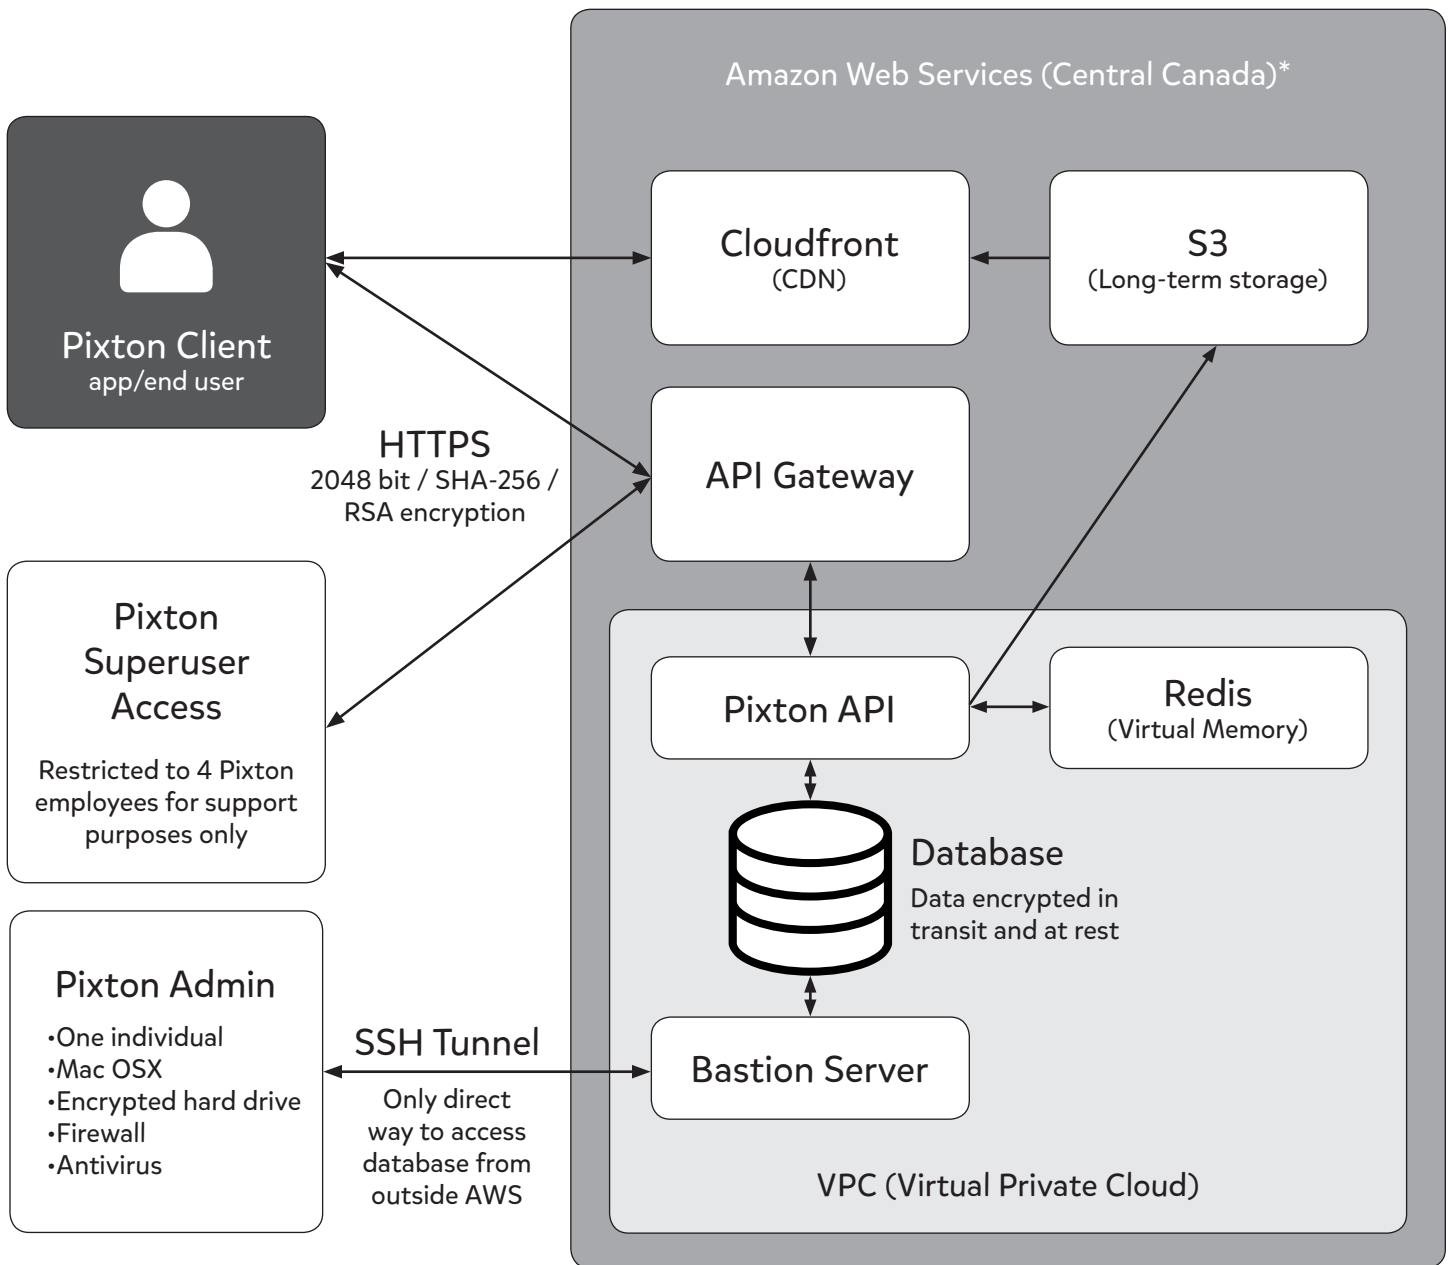 Amazon Web Services (Central Canada)*
Pixton Client
app/end user
Cloudfront
(CDN)
S3
(Long-term storage)
HTTPS
2048 bit / SHA-256 /
RSA encryption
API Gateway
Pixton
Superuser
Access
Restricted to 4 Pixton
employees for support
purposes only
Pixton API
Redis
(Virtual Memory)
Database
Data encrypted in
transit and at rest
Pixton Admin
•One individual
•Mac OSX
•Encrypted hard drive
•Firewall
•Antivirus
SSH Tunnel
Only direct
way to access
database from
outside AWS
Bastion Server
VPC (Virtual Private Cloud)